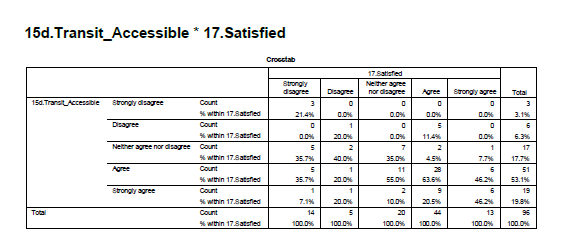 15d.Transit_Accessible * 17.Satisfied
Crosstab
17.Satisfied
Strongly disagree Disagree Neither agree nor disagree Agree Strongly agree Total
15d.Transit_Accessible Strongly disagree Count 3 0 0 0 0 3
% within 17.Satisfied 21.4% 0.0% 0.0% 0.0% 0.0% 3.1%
Disagree Count 0 1 0 5 0 6
% within 17.Satisfied 0.0% 20.0% 0.0% 11.4% 0.0% 6.3%
Neither agree nor disagree Count 5 2 7 2 1 17
% within 17.Satisfied 35.7% 40.0% 35.0% 4.5% 7.7% 17.7%
Agree Count 5 1 11 28 6 51
% within 17.Satisfied 35.7% 20.0% 55.0% 63.6% 46.2% 53.1%
Strongly agree Count 1 1 2 9 6 19
% within 17.Satisfied 7.1% 20.0% 10.0% 20.5% 46.2% 19.8%
Total Count 14 5 20 44 13 96
% within 17.Satisfied 100.0% 100.0% 100.0% 100.0% 100.0% 100.0%